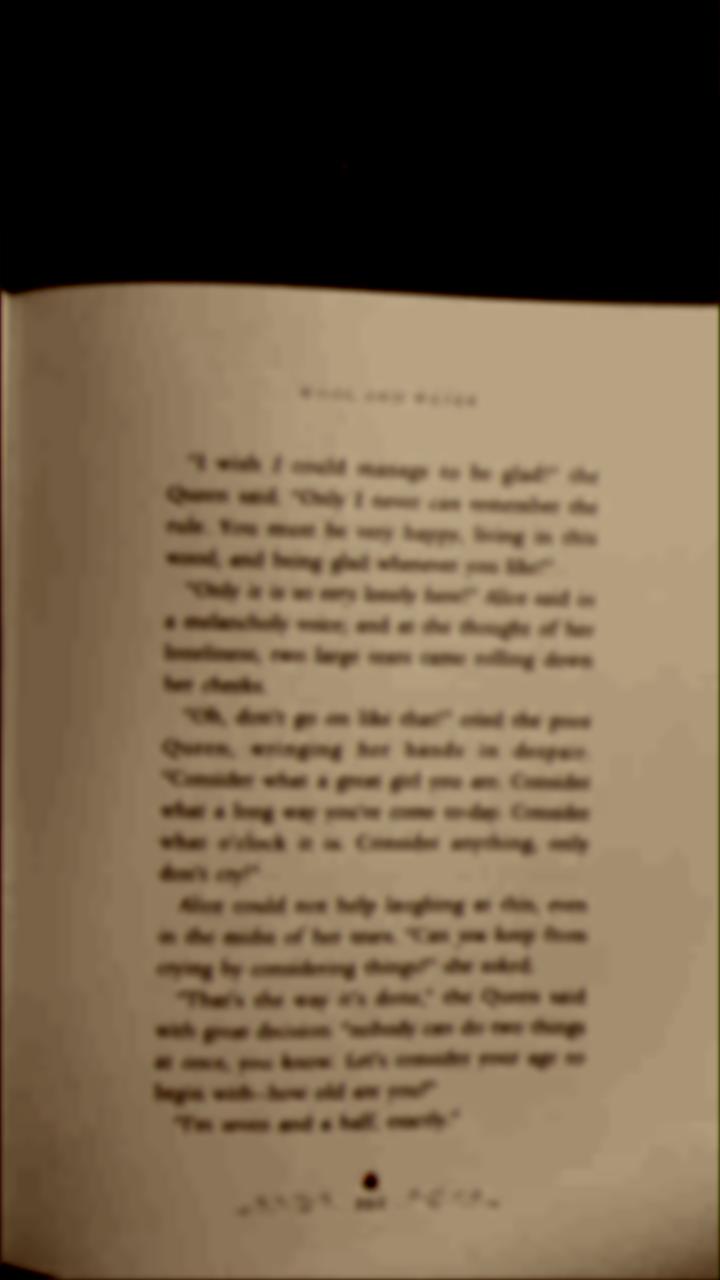 WOOL AND WATER
"I wish I could manage to be glad!" the
Queen said. "Only I never can remember the
rule. You must be very happy, living in this
wood, and being glad whenever you like!"
"Only it is so very lonely here!" Alice said in
a melancholy voice; and at the thought of her
loneliness, two large tears came rolling down
her cheeks.
"Oh, don't go on like that!" cried the poor
Queen, wringing her hands in despair.
"Consider what a great girl you are. Consider
what a long way you've come to-day. Consider
what o'clock it is. Consider anything, only
don't cry!"
Alice could not help laughing at this, even
in the midst of her tears. "Can you keep from
crying by considering things?" she asked.
"That's the way it's done," the Queen said
with great decision: "nobody can do two things
at once, you know. Let's consider your age to
begin with—how old are you?"
"I'm seven and a half, exactly."